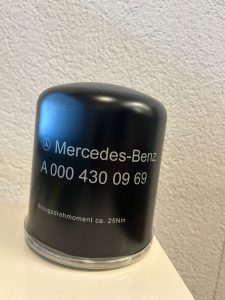 Mercedes-Benz
A 000 430 09 69
Anzugsdrehmoment ca. 25Nm